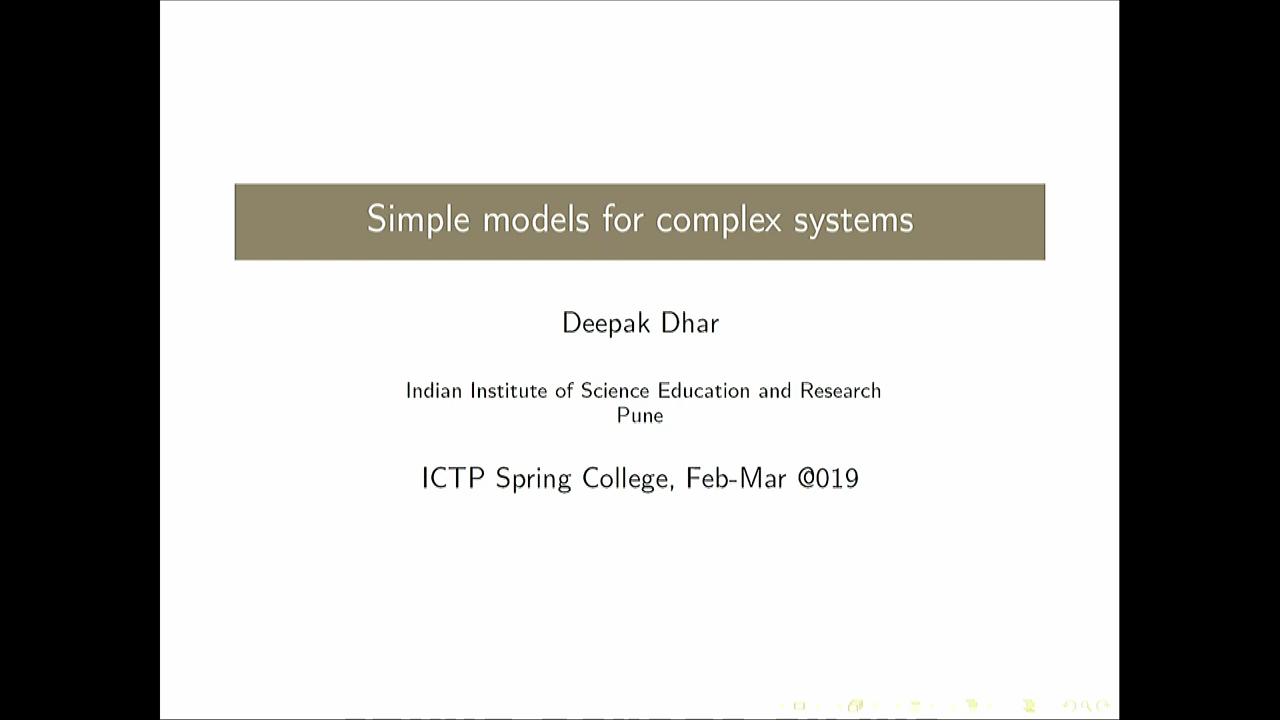 Simple models for complex systems
Deepak Dhar
Indian Institute of Science Education and Research
Pune
ICTP Spring College, Feb-Mar @019